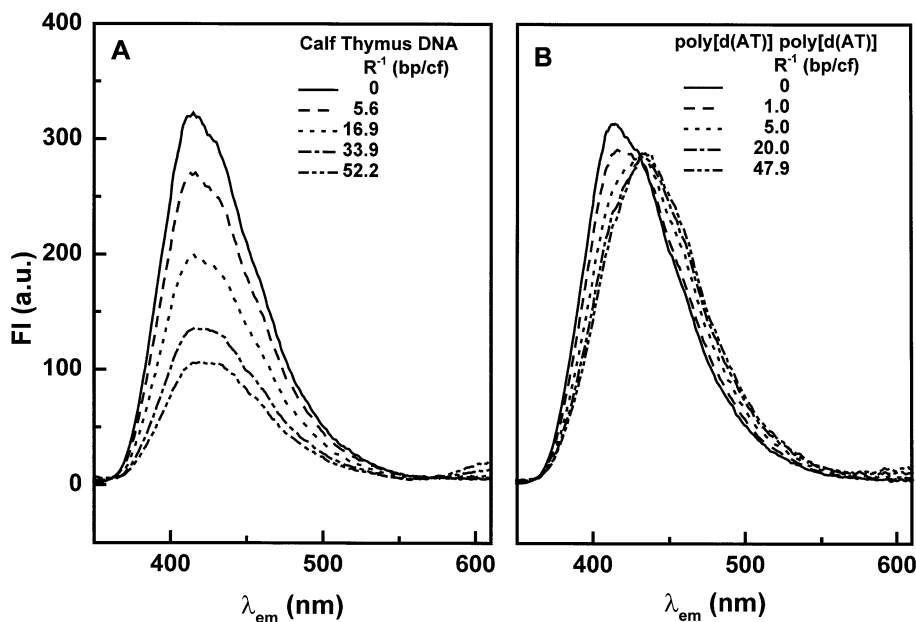 FI (a.u.)
400
300
200
100
0
A
Calf Thymus DNA
R⁻¹ (bp/cf)
0
5.6
16.9
33.9
52.2
400
500
600
λem (nm)
B
poly[d(AT)] poly[d(AT)]
R⁻¹ (bp/cf)
0
1.0
5.0
20.0
47.9
400
500
600
λem (nm)